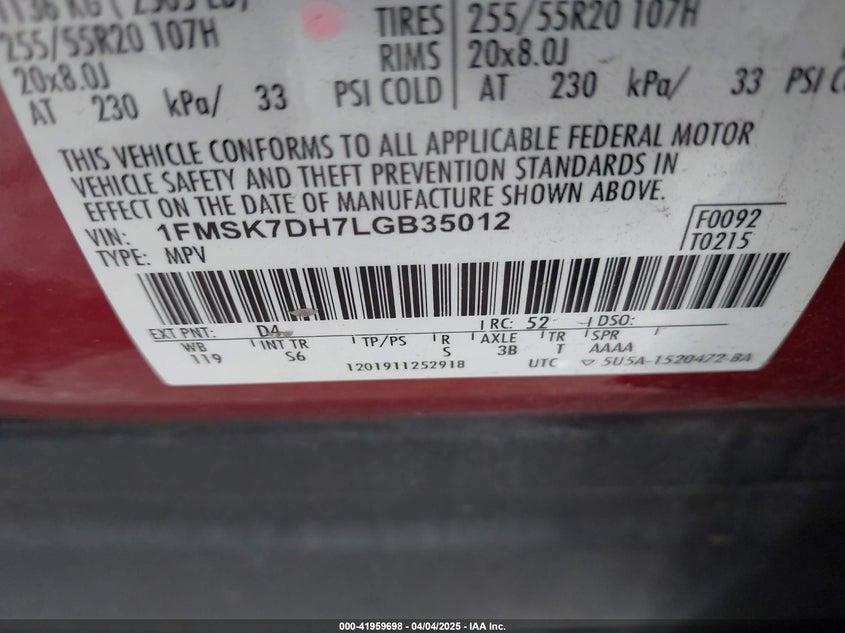 255/55R20 107H TIRES 255/55R20 107H
20x8.0J RIMS 20x8.0J
AT 230 kPa/ 33 PSI COLD AT 230 kPa/ 33 PSI
THIS VEHICLE CONFORMS TO ALL APPLICABLE FEDERAL MOTOR
VEHICLE SAFETY AND THEFT PREVENTION STANDARDS IN
EFFECT ON THE DATE OF MANUFACTURE SHOWN ABOVE.
VIN: 1FMSK7DH7LGB35012 F0092
TYPE: MPV T0215
EXT PNT: D4 RC: 52 DSO:
WB INT TR TP/PS R AXLE TR SPR
119 S6 S 3B T AAAA
1201911252918 UTC ▽ 5U5A-1520472-BA
000-41959698 - 04/04/2025 - IAA Inc.